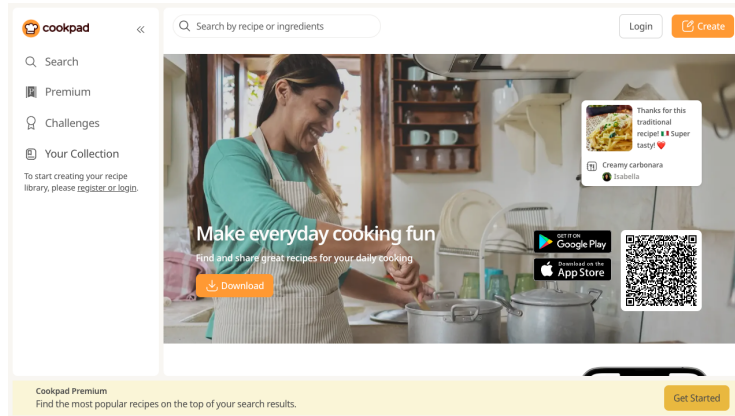 cookpad
Search by recipe or ingredients
Login
Create
Search
Premium
Challenges
Your Collection
To start creating your recipe
library, please register or login.
Thanks for this
traditional
recipe! 🇮🇹 Super
tasty! ❤️
Creamy carbonara
Isabella
Make everyday cooking fun
Find and share great recipes for your daily cooking
Download
GET IT ON
Google Play
Download on the
App Store
Cookpad Premium
Find the most popular recipes on the top of your search results.
Get Started